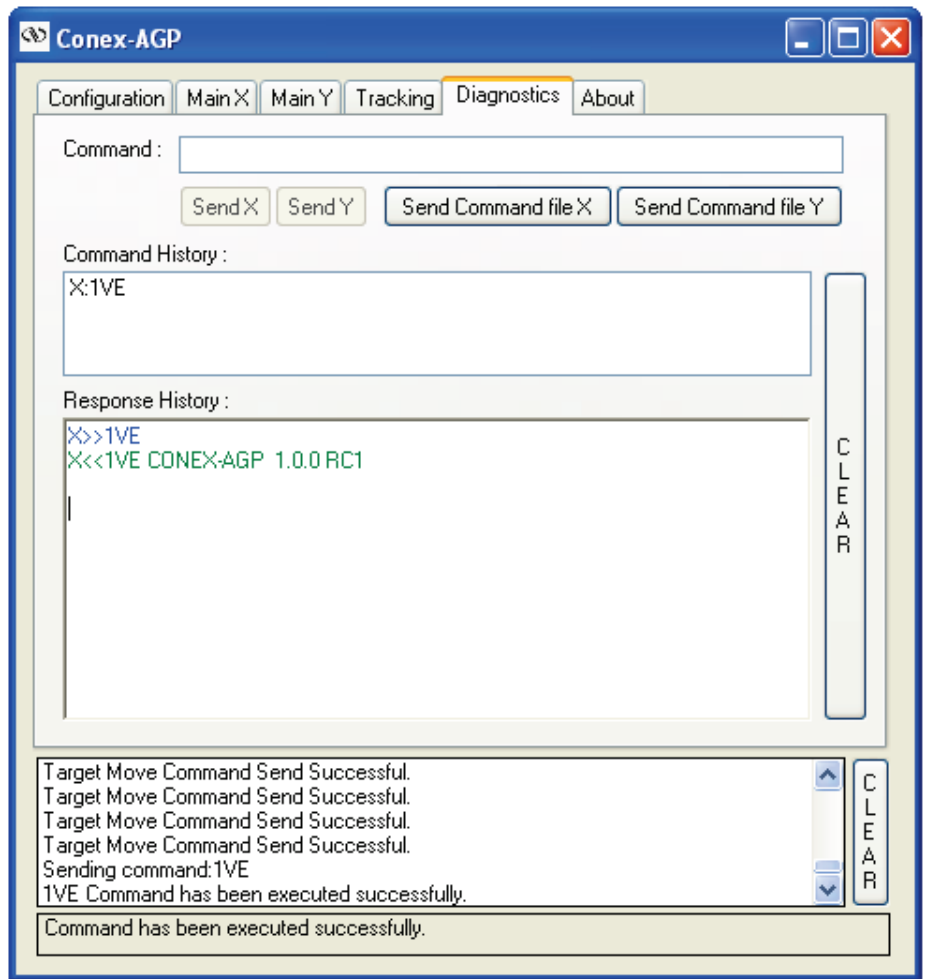 Conex-AGP
Configuration Main X Main Y Tracking Diagnostics About
Command :
Send X Send Y Send Command file X Send Command file Y
Command History :
X:1VE
Response History :
X>>1VE
X<<1VE CONEX-AGP 1.0.0 RC1
CLEAR
Target Move Command Send Successful.
Target Move Command Send Successful.
Target Move Command Send Successful.
Target Move Command Send Successful.
Sending command:1VE
1VE Command has been executed successfully.
CLEAR
Command has been executed successfully.